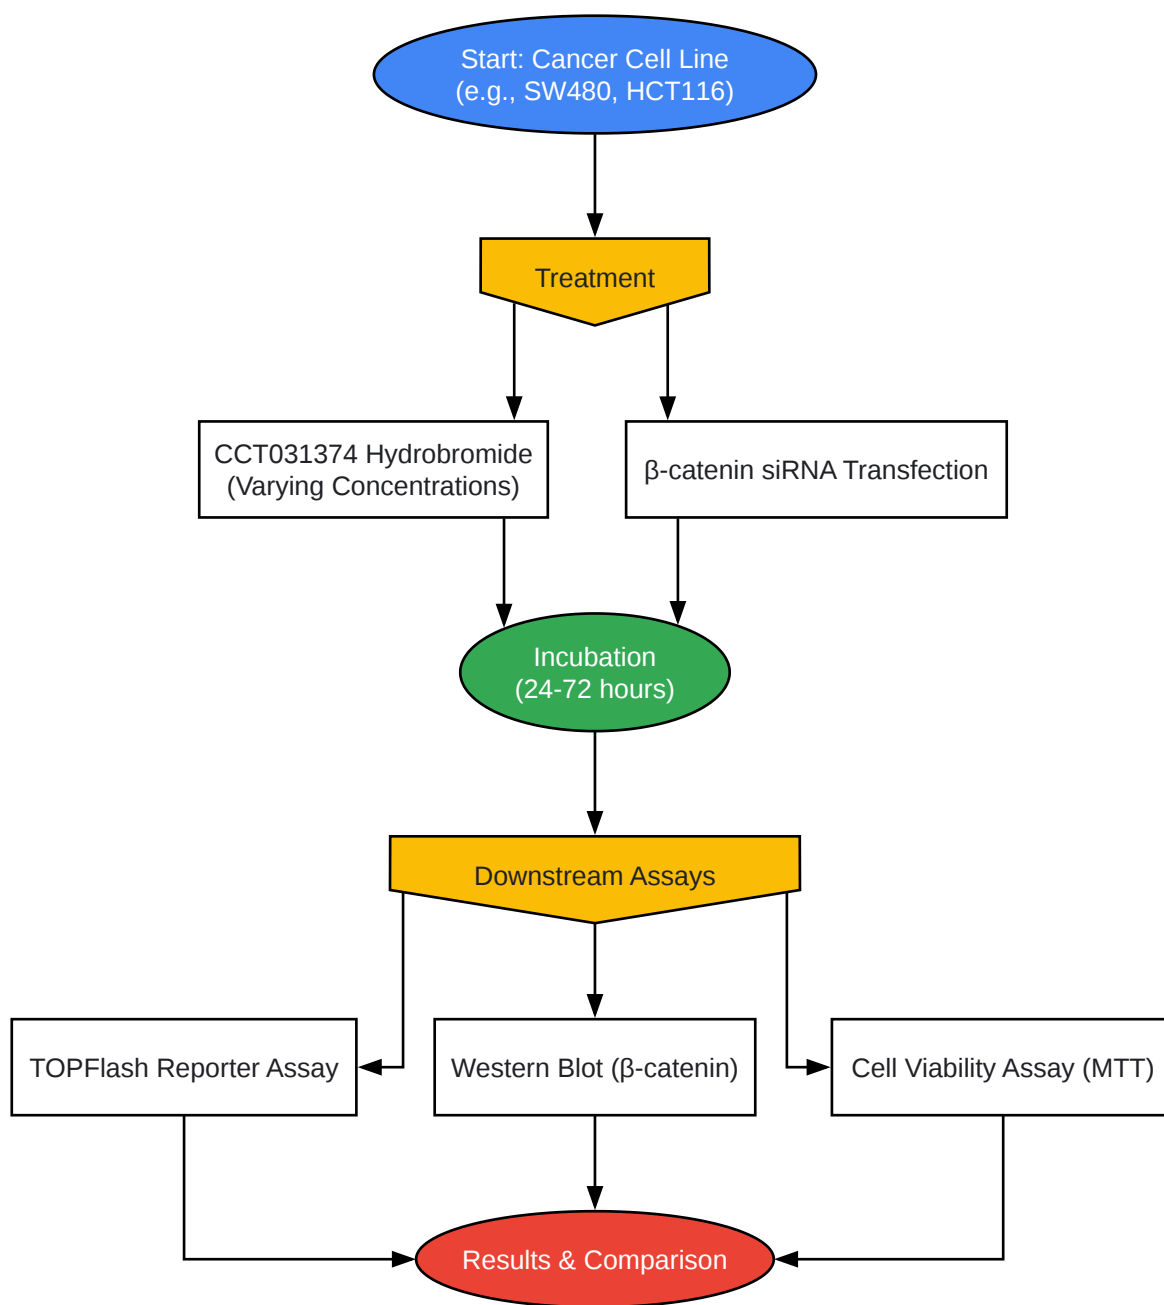 Start: Cancer Cell Line
(e.g., SW480, HCT116)
Treatment
CCT031374 Hydrobromide
(Varying Concentrations)
β-catenin siRNA Transfection
Incubation
(24-72 hours)
Downstream Assays
TOPFlash Reporter Assay
Western Blot (β-catenin)
Cell Viability Assay (MTT)
Results & Comparison